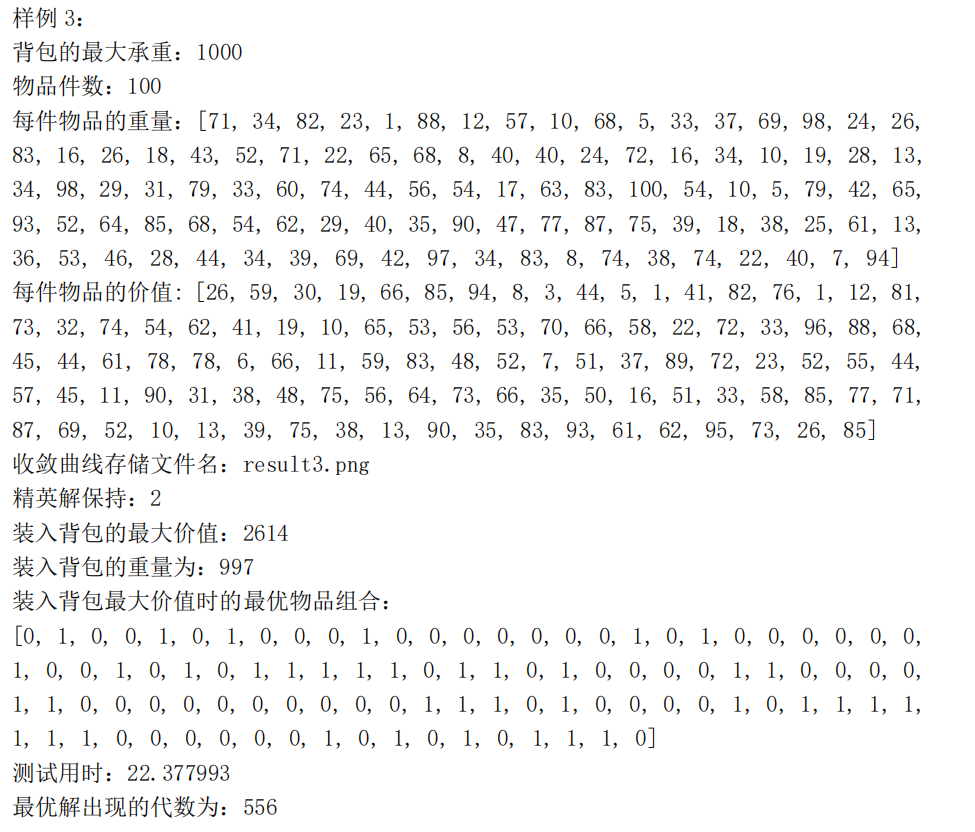 样例 3:
背包的最大承重: 1000
物品件数: 100
每件物品的重量: [71, 34, 82, 23, 1, 88, 12, 57, 10, 68, 5, 33, 37, 69, 98, 24, 26,
83, 16, 26, 18, 43, 52, 71, 22, 65, 68, 8, 40, 40, 24, 72, 16, 34, 10, 19, 28, 13,
34, 98, 29, 31, 79, 33, 60, 74, 44, 56, 54, 17, 63, 83, 100, 54, 10, 5, 79, 42, 65,
93, 52, 64, 85, 68, 54, 62, 29, 40, 35, 90, 47, 77, 87, 75, 39, 18, 38, 25, 61, 13,
36, 53, 46, 28, 44, 34, 39, 69, 42, 97, 34, 83, 8, 74, 38, 74, 22, 40, 7, 94]
每件物品的价值: [26, 59, 30, 19, 66, 85, 94, 8, 3, 44, 5, 1, 41, 82, 76, 1, 12, 81,
73, 32, 74, 54, 62, 41, 19, 10, 65, 53, 56, 53, 70, 66, 58, 22, 72, 33, 96, 88, 68,
45, 44, 61, 78, 78, 6, 66, 11, 59, 83, 48, 52, 7, 51, 37, 89, 72, 23, 52, 55, 44,
57, 45, 11, 90, 31, 38, 48, 75, 56, 64, 73, 66, 35, 50, 16, 51, 33, 58, 85, 77, 71,
87, 69, 52, 10, 13, 39, 75, 38, 13, 90, 35, 83, 93, 61, 62, 95, 73, 26, 85]
收敛曲线存储文件名: result3.png
精英解保持: 2
装入背包的最大价值: 2614
装入背包的重量为: 997
装入背包最大价值时的最优物品组合:
[0, 1, 0, 0, 1, 0, 1, 0, 0, 0, 1, 0, 0, 0, 0, 0, 0, 0, 1, 0, 1, 0, 0, 0, 0, 0, 0,
1, 0, 0, 1, 0, 1, 0, 1, 1, 1, 1, 1, 0, 1, 1, 0, 1, 0, 0, 0, 0, 1, 1, 0, 0, 0, 0,
1, 1, 0, 0, 0, 0, 0, 0, 0, 0, 0, 0, 1, 1, 1, 0, 1, 0, 0, 0, 0, 1, 0, 1, 1, 1, 1,
1, 1, 1, 0, 0, 0, 0, 0, 0, 1, 0, 1, 0, 1, 0, 1, 1, 1, 0]
测试用时: 22.377993
最优解出现的代数为: 556